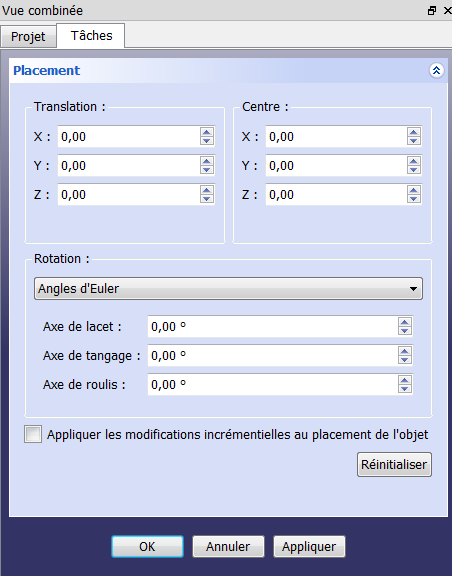 Vue combinée
Projet
Tâches
Placement
Translation :
X : 0,00
Y : 0,00
Z : 0,00
Centre :
X : 0,00
Y : 0,00
Z : 0,00
Rotation :
Angles d'Euler
Axe de lacet : 0,00 º
Axe de tangage : 0,00 º
Axe de roulis : 0,00 º
Appliquer les modifications incrémentielles au placement de l'objet
Réinitialiser
OK
Annuler
Appliquer